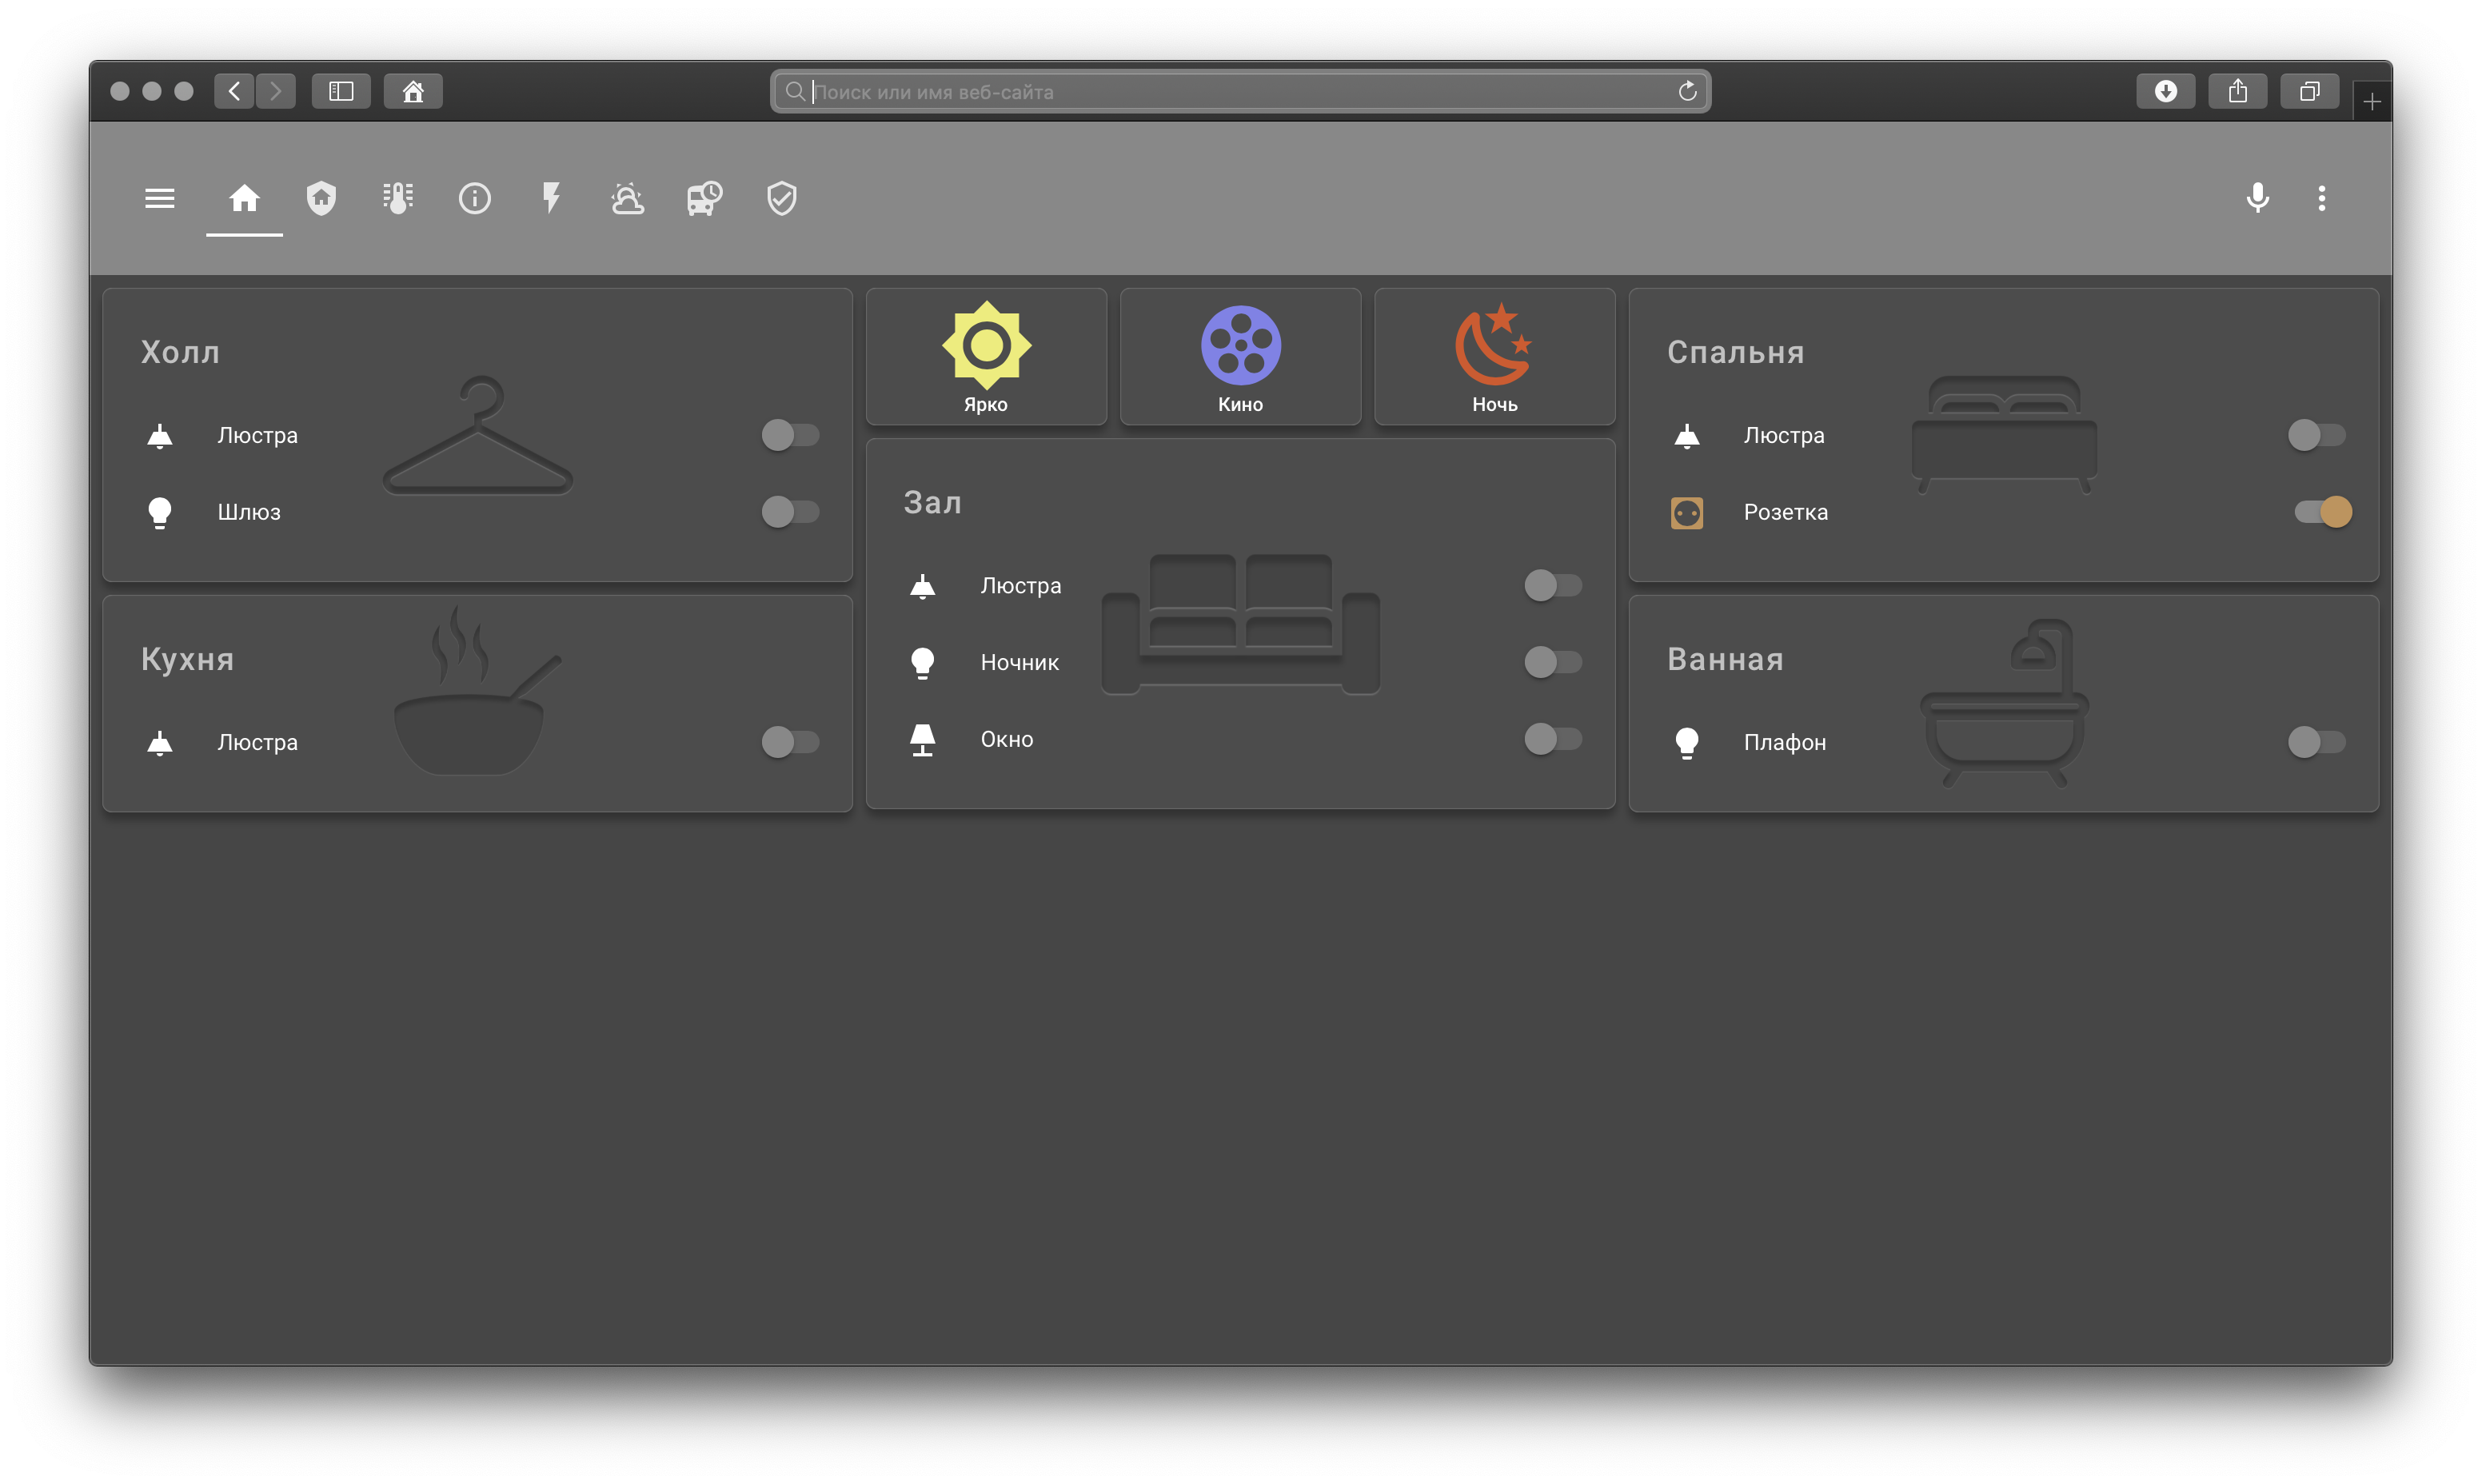 Поиск или имя веб-сайта
Холл
Люстра
Шлюз
Кухня
Люстра
Ярко
Кино
Ночь
Зал
Люстра
Ночник
Окно
Спальня
Люстра
Розетка
Ванная
Плафон